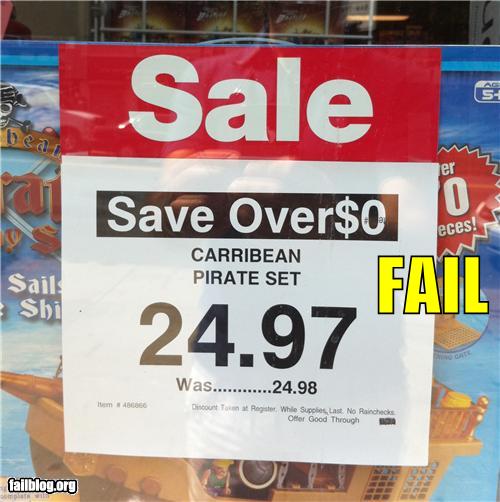 Sale
Save Over$0
CARRIBEAN
PIRATE SET
24.97
Was............24.98
Item # 486866
Discount Taken at Register. While Supplies Last. No Rainchecks.
Offer Good Through
FAIL
Sails
Shi
eces!
failblog.org